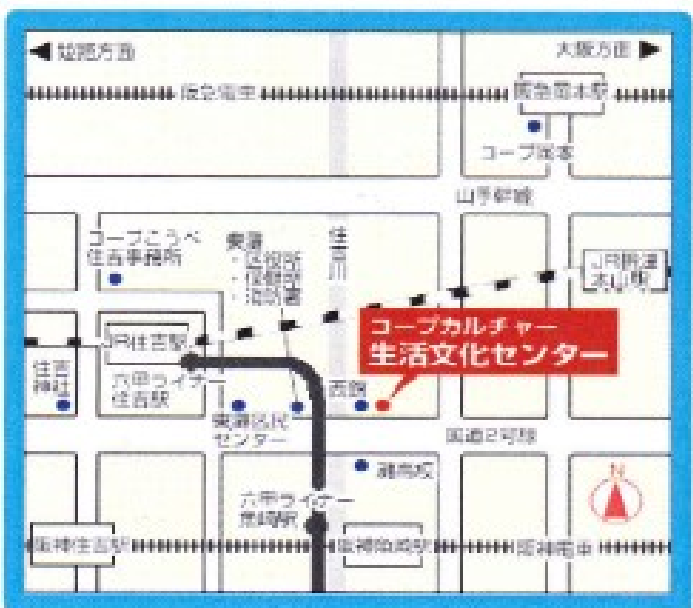 姫路方面
大阪方面
阪急電車
阪急岡本駅
コープ岡本
山手幹線
コープこうべ
住吉事務所
東灘
・区役所
・保健部
・消防署
住吉川
JR摂津
本山駅
コープカルチャー
生活文化センター
JR住吉駅
住吉
神社
六甲ライナー
住吉駅
西館
東灘区民
センター
国道2号線
灘高校
N
六甲ライナー
魚崎駅
阪神住吉駅
阪神魚崎駅
阪神電車